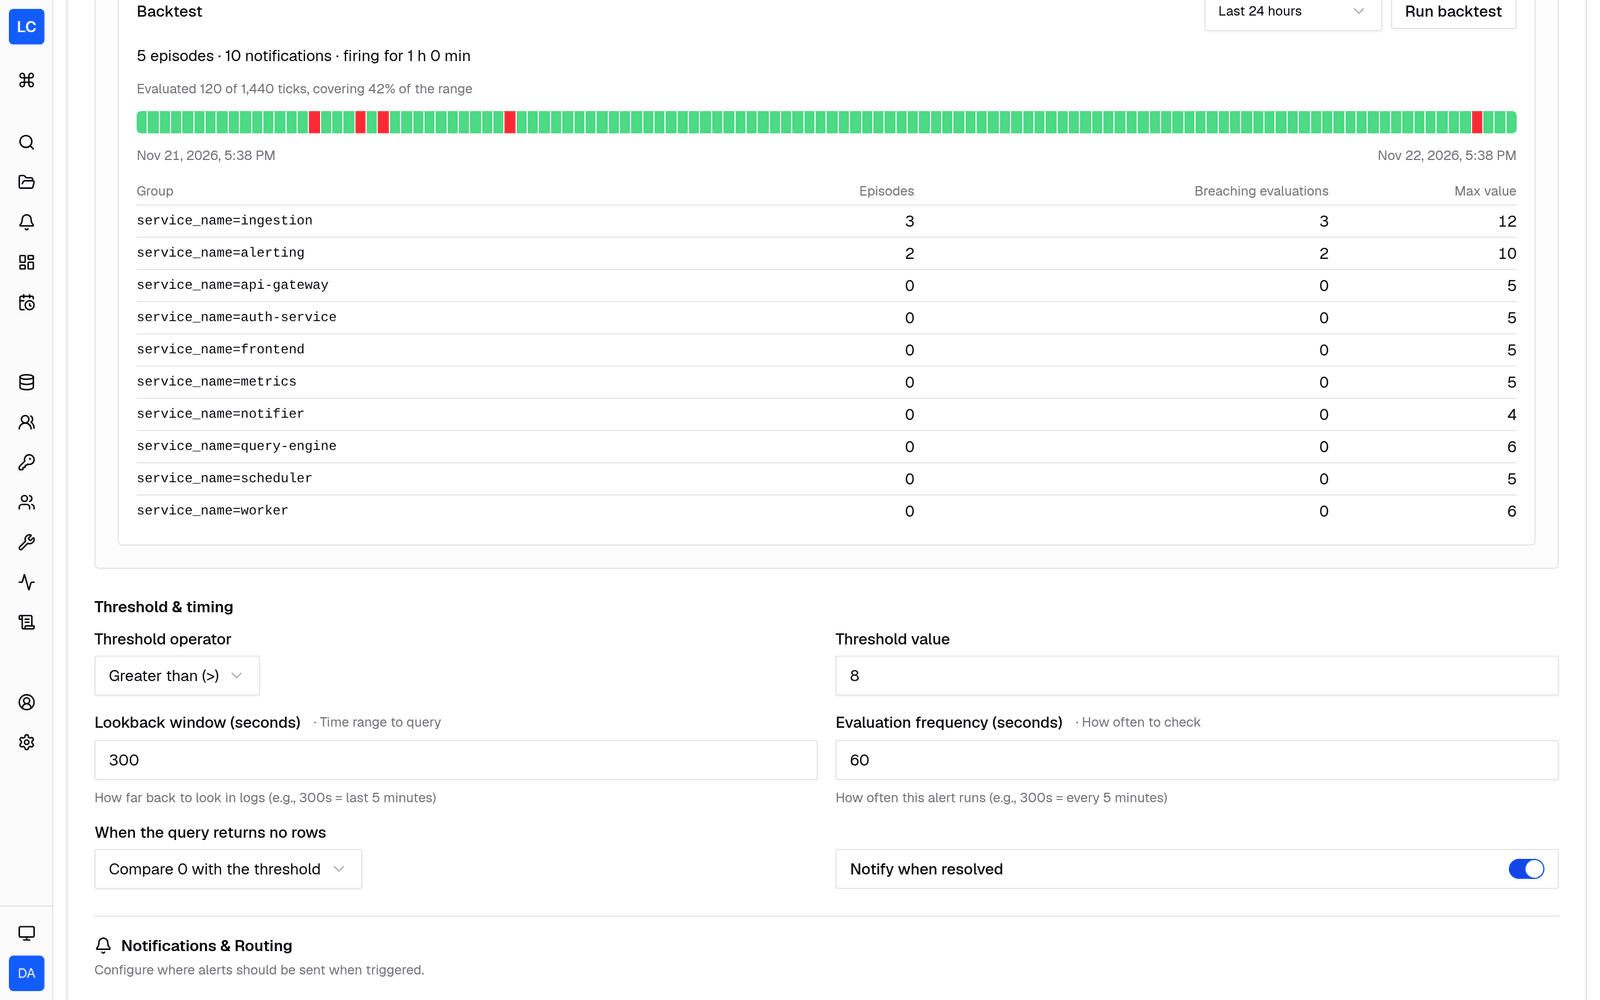 LC
Backtest
Last 24 hours
Run backtest
5 episodes · 10 notifications · firing for 1 h 0 min
Evaluated 120 of 1,440 ticks, covering 42% of the range
Nov 21, 2026, 5:38 PM
Nov 22, 2026, 5:38 PM
Group Episodes Breaching evaluations Max value
service_name=ingestion 3 3 12
service_name=alerting 2 2 10
service_name=api-gateway 0 0 5
service_name=auth-service 0 0 5
service_name=frontend 0 0 5
service_name=metrics 0 0 5
service_name=notifier 0 0 4
service_name=query-engine 0 0 6
service_name=scheduler 0 0 5
service_name=worker 0 0 6
Threshold & timing
Threshold operator
Greater than (>)
Threshold value
8
Lookback window (seconds) · Time range to query
300
How far back to look in logs (e.g., 300s = last 5 minutes)
Evaluation frequency (seconds) · How often to check
60
How often this alert runs (e.g., 300s = every 5 minutes)
When the query returns no rows
Compare 0 with the threshold
Notify when resolved
Notifications & Routing
Configure where alerts should be sent when triggered.
DA